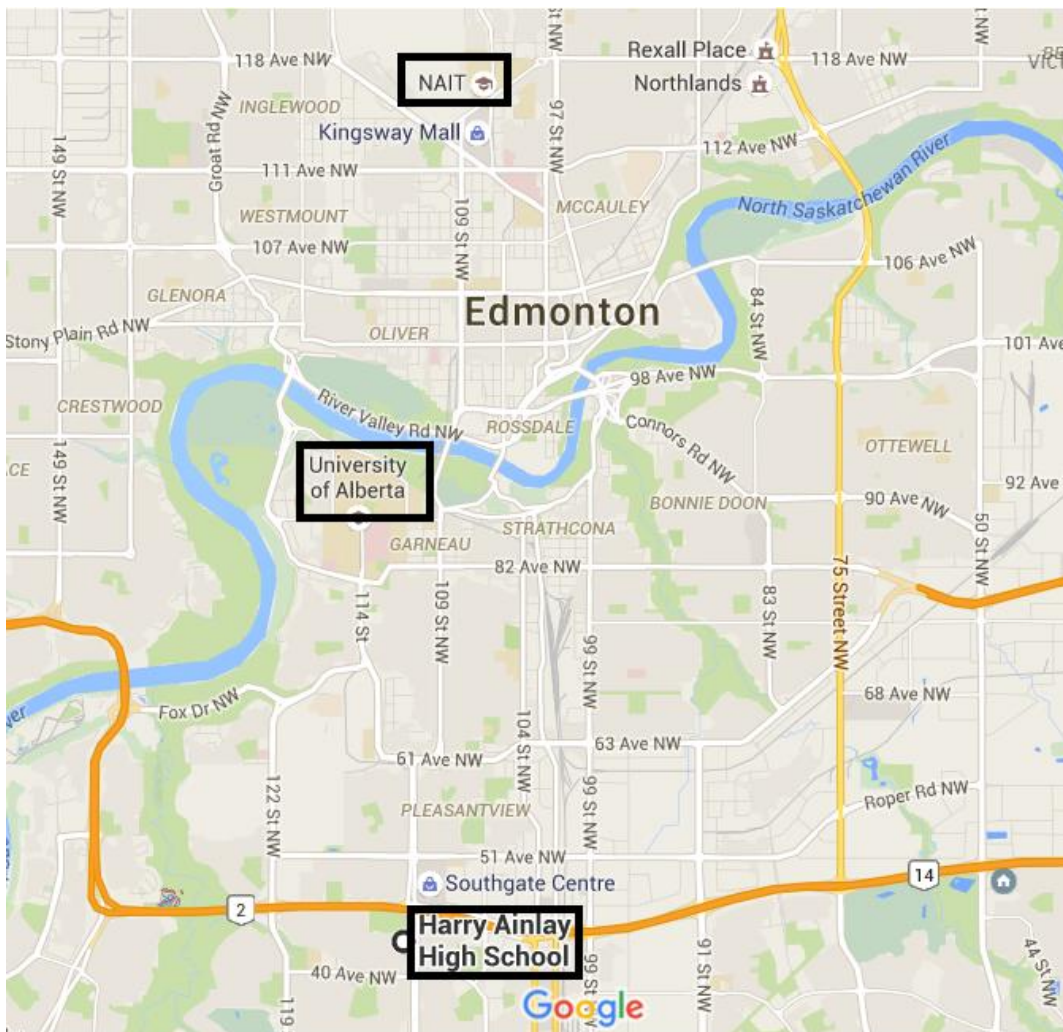 118 Ave NW
NAIT
Rexall Place
Northlands
118 Ave NW
INGLEWOOD
Kingsway Mall
97 St NW
149 St NW
Groat Rd NW
111 Ave NW
112 Ave NW
North Saskatchewan River
MCCAULEY
WESTMOUNT
109 St NW
107 Ave NW
106 Ave NW
GLENORA
Edmonton
84 St NW
Stony Plain Rd NW
OLIVER
101 Ave
98 Ave NW
CRESTWOOD
River Valley Rd NW
ROSSDALE
Connors Rd NW
OTTEWELL
149 St NW
University
of Alberta
92 Ave
90 Ave NW
BONNIE DOON
STRATHCONA
GARNEAU
50 St NW
82 Ave NW
75 Street NW
114 St
109 St NW
83 St NW
99 St NW
68 Ave NW
Fox Dr NW
104 St NW
61 Ave NW
63 Ave NW
122 St NW
99 St NW
PLEASANTVIEW
Roper Rd NW
51 Ave NW
Southgate Centre
14
2
Harry Ainlay
High School
91 St NW
44 St NW
40 Ave NW
99 St NW
119
Google